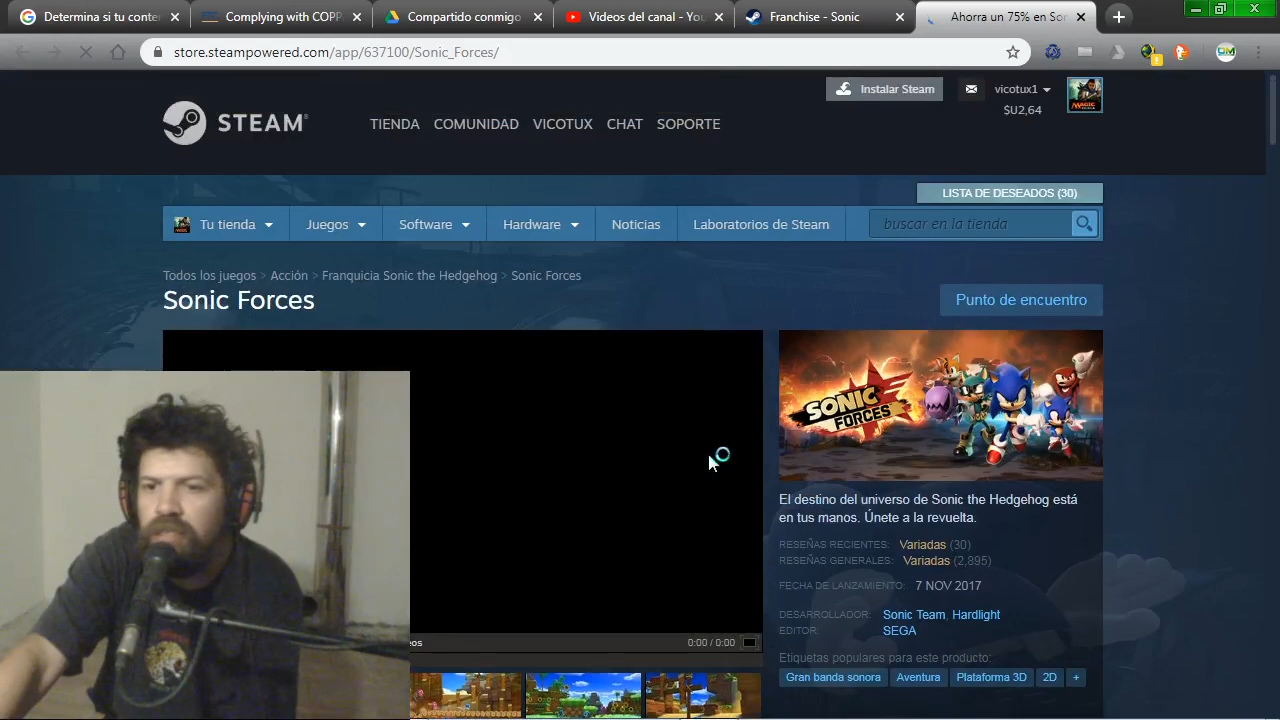 Determina si tu conter
Complying with COPP
Compartido conmigo
Videos del canal - You
Franchise - Sonic
Ahorra un 75% en Son
store.steampowered.com/app/637100/Sonic_Forces/
Instalar Steam
vicotux1
$U2,64
STEAM
TIENDA COMUNIDAD VICOTUX CHAT SOPORTE
LISTA DE DESEADOS (30)
Tu tienda Juegos Software Hardware Noticias Laboratorios de Steam buscar en la tienda
Todos los juegos > Acción > Franquicia Sonic the Hedgehog > Sonic Forces
Sonic Forces
Punto de encuentro
SONIC
FORCES
El destino del universo de Sonic the Hedgehog está
en tus manos. Únete a la revuelta.
RESEÑAS RECIENTES: Variadas (30)
RESEÑAS GENERALES: Variadas (2,895)
FECHA DE LANZAMIENTO: 7 NOV 2017
DESARROLLADOR: Sonic Team, Hardlight
EDITOR: SEGA
Etiquetas populares para este producto:
Gran banda sonora Aventura Plataforma 3D 2D +
0:00 / 0:00